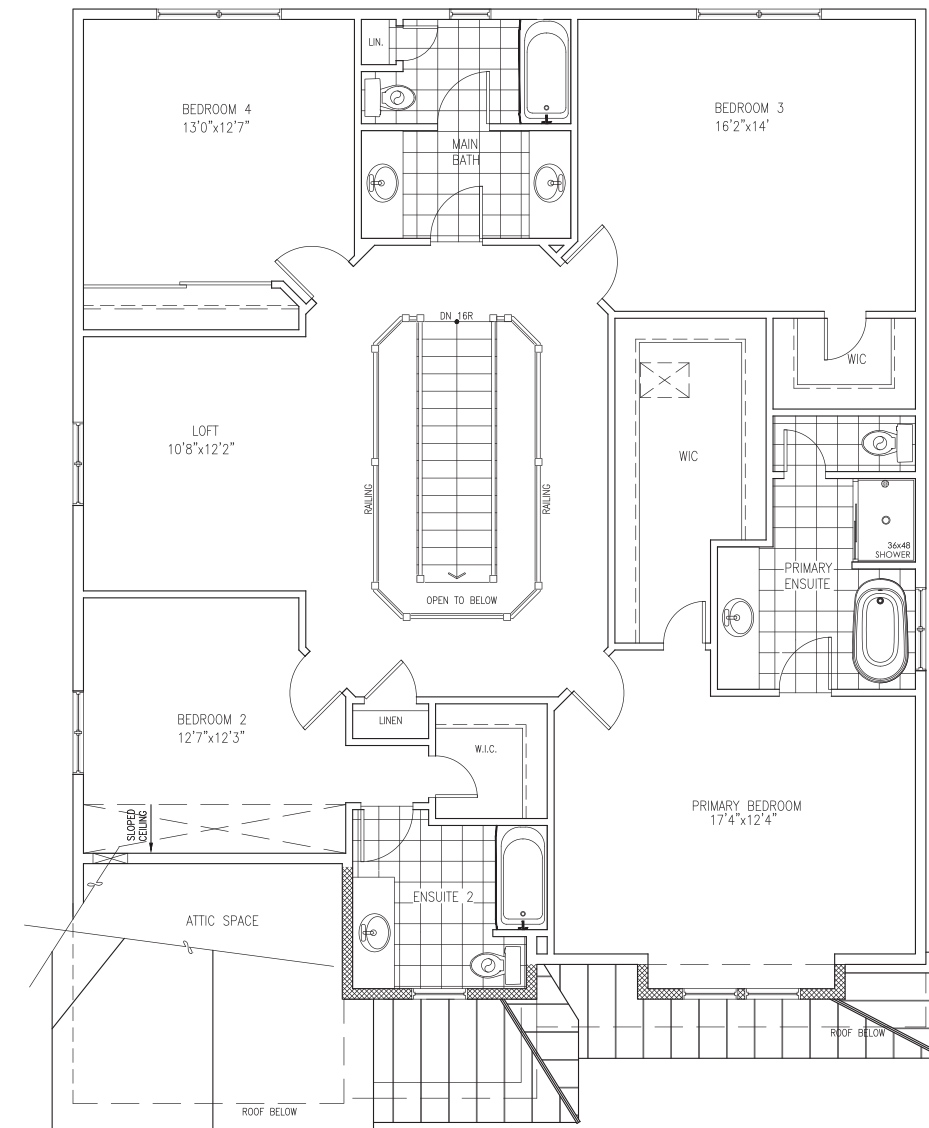 LIN.
BEDROOM 4
13'0"x12'7"
BEDROOM 3
16'2"x14'
MAIN
BATH
DN 16R
WIC
LOFT
10'8"x12'2"
WIC
RAILING
RAILING
36x48
SHOWER
PRIMARY
ENSUITE
OPEN TO BELOW
BEDROOM 2
12'7"x12'3"
LINEN
W.I.C.
PRIMARY BEDROOM
17'4"x12'4"
SLOPED
CEILING
ENSUITE 2
ATTIC SPACE
ROOF BELOW
ROOF BELOW